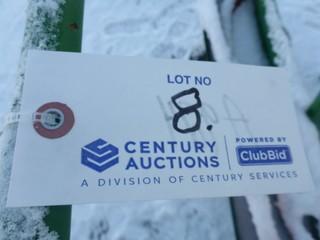 LOT NO
8.
CENTURY AUCTIONS
POWERED BY
ClubBid
A DIVISION OF CENTURY SERVICES